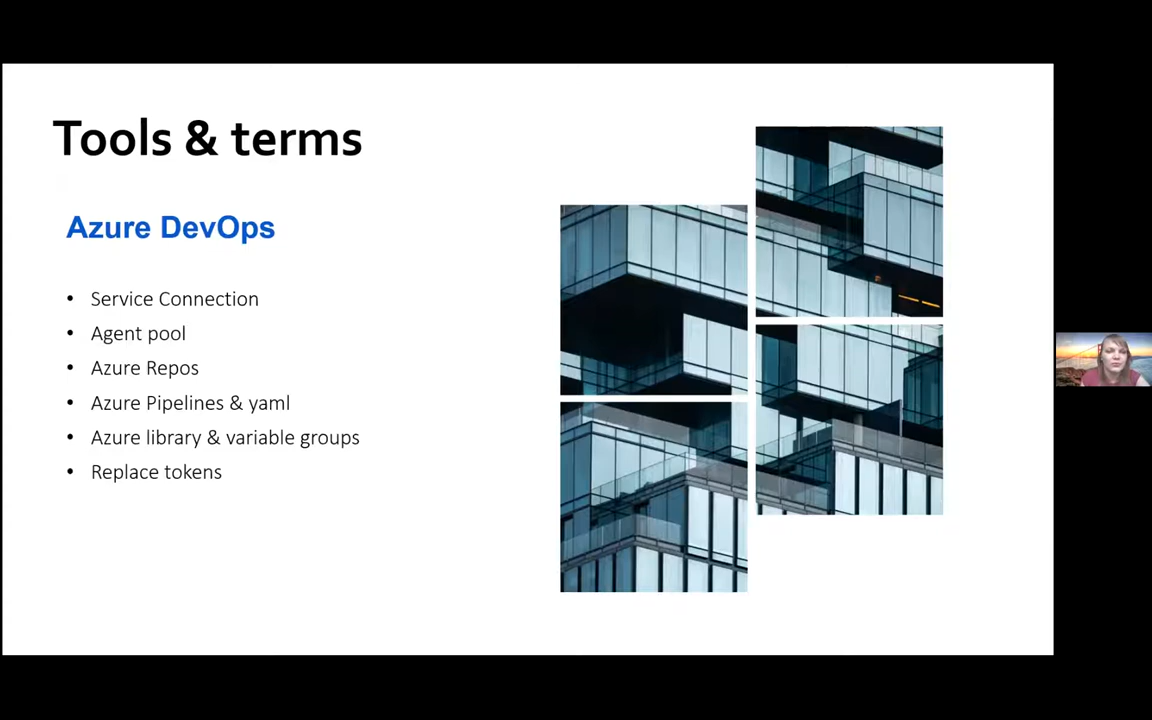 Tools & terms
Azure DevOps
• Service Connection
• Agent pool
• Azure Repos
• Azure Pipelines & yaml
• Azure library & variable groups
• Replace tokens